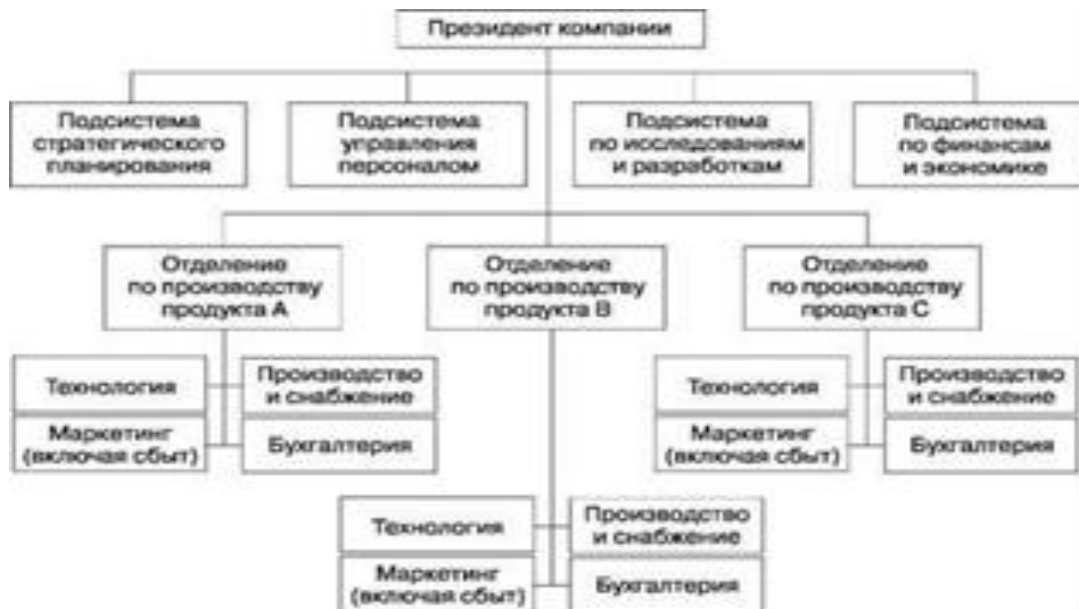 Президент компании
Подсистема
стратегического
планирования
Подсистема
управления
персоналом
Подсистема
по исследованиям
и разработкам
Подсистема
по финансам
и экономике
Отделение
по производству
продукта А
Отделение
по производству
продукта В
Отделение
по производству
продукта С
Технология
Производство
и снабжение
Маркетинг
(включая сбыт)
Бухгалтерия
Технология
Производство
и снабжение
Маркетинг
(включая сбыт)
Бухгалтерия
Технология
Производство
и снабжение
Маркетинг
(включая сбыт)
Бухгалтерия